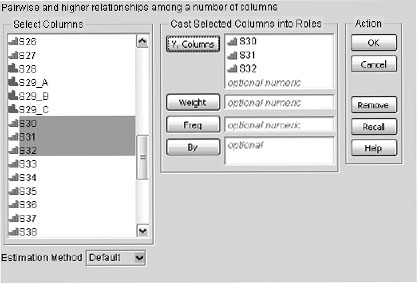 Pairwise and higher relationships among a number of columns
Select Columns
S26
S27
S28
S29_A
S29_B
S29_C
S30
S31
S32
S33
S34
S35
S36
S37
S38
Estimation Method Default
Cast Selected Columns into Roles
Y, Columns
S30
S31
S32
optional numeric
Weight optional numeric
Freq optional numeric
By optional
Action
OK
Cancel
Remove
Recall
Help